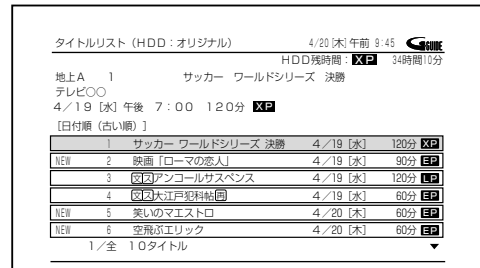 タイトルリスト（HDD：オリジナル） 4/20[木]午前 9:45 GGUIDE
HDD残時間：XP 34時間10分
地上A 1 サッカー ワールドシリーズ 決勝
テレビ○○
4／19［水］午後 7：00 120分 XP
［日付順（古い順）］
1 サッカー ワールドシリーズ 決勝 4／19［水］ 120分 XP
NEW 2 映画「ローマの恋人」 4／19［水］ 90分 EP
3 文スアンコールサスペンス 4／19［水］ 120分 LP
4 文ス大江戸犯科帖画 4／19［水］ 60分 EP
NEW 5 笑いのマエストロ 4／20［木］ 60分 EP
NEW 6 空飛ぶエリック 4／20［木］ 60分 EP
1／全 10タイトル ▼